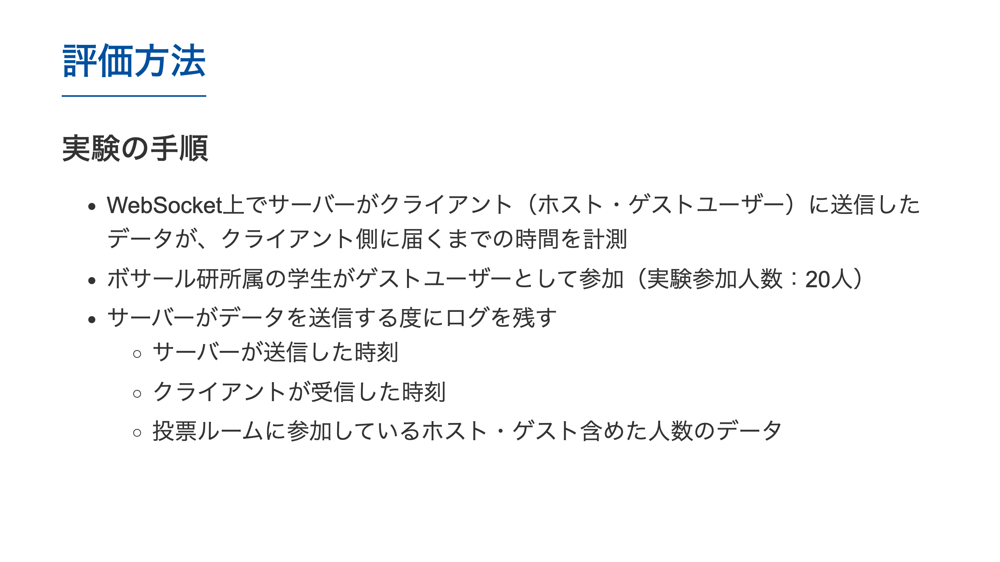 評価方法
実験の手順
• WebSocket上でサーバーがクライアント（ホスト・ゲストユーザー）に送信した
データが、クライアント側に届くまでの時間を計測
• ボサール研所属の学生がゲストユーザーとして参加（実験参加人数：20人）
• サーバーがデータを送信する度にログを残す
◦ サーバーが送信した時刻
◦ クライアントが受信した時刻
◦ 投票ルームに参加しているホスト・ゲスト含めた人数のデータ